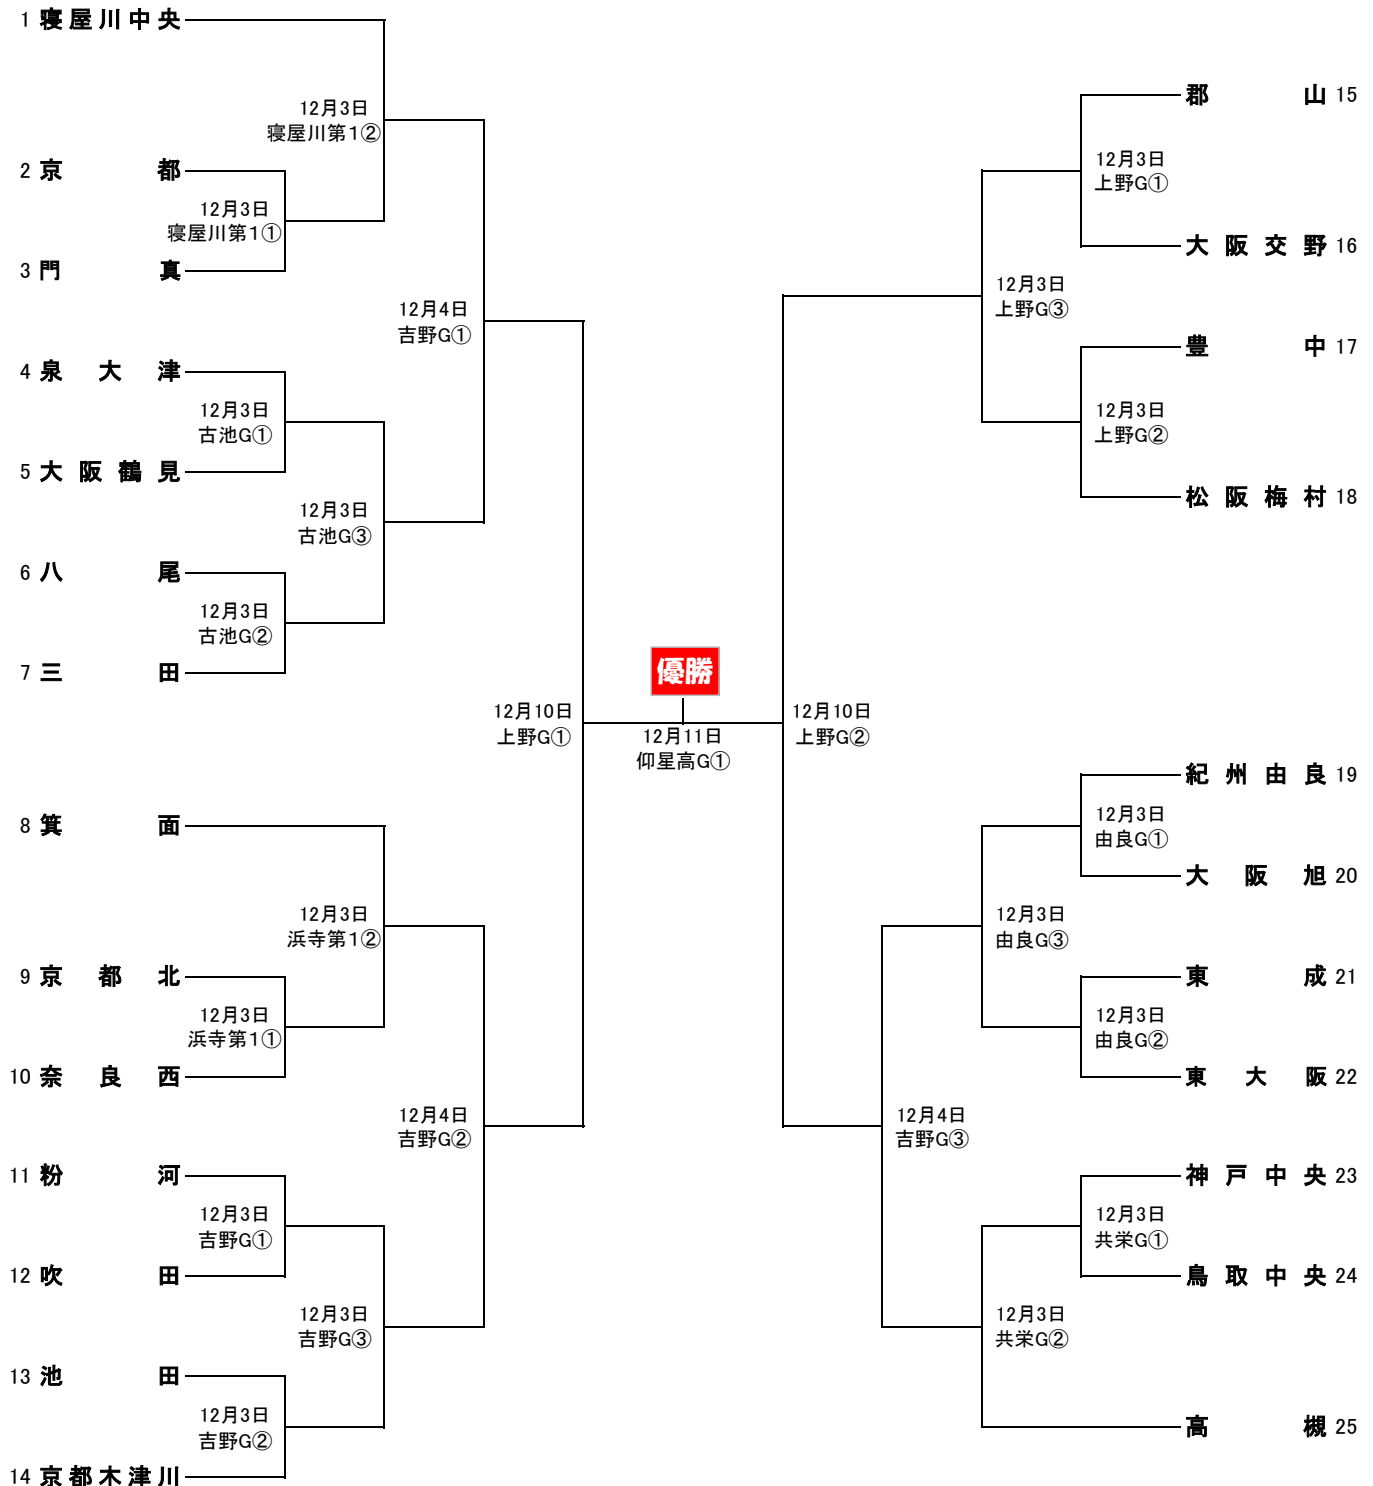 1 寝屋川中央
12月3日
寝屋川第1②
2 京都
12月3日
寝屋川第1①
3 門真
12月4日
吉野G①
4 泉大津
12月3日
古池G①
5 大阪鶴見
12月3日
古池G③
6 八尾
12月3日
古池G②
7 三田
12月10日
上野G①
8 箕面
12月3日
浜寺第1②
9 京都北
12月3日
浜寺第1①
10 奈良西
12月4日
吉野G②
11 粉河
12月3日
吉野G①
12 吹田
12月3日
吉野G③
13 池田
12月3日
吉野G②
14 京都木津川
優勝
12月11日
仰星高G①
郡山 15
12月3日
上野G①
大阪交野 16
12月3日
上野G③
豊中 17
12月3日
上野G②
松阪梅村 18
12月10日
上野G②
紀州由良 19
12月3日
由良G①
大阪旭 20
12月3日
由良G③
東成 21
12月3日
由良G②
東大阪 22
12月4日
吉野G③
神戸中央 23
12月3日
共栄G①
鳥取中央 24
12月3日
共栄G②
高槻 25